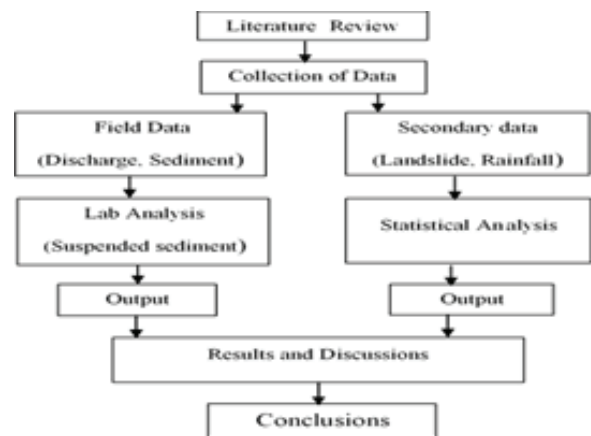 Literature Review
Collection of Data
Field Data
(Discharge, Sediment)
Secondary data
(Landslide, Rainfall)
Lab Analysis
(Suspended sediment)
Statistical Analysis
Output
Output
Results and Discussions
Conclusions